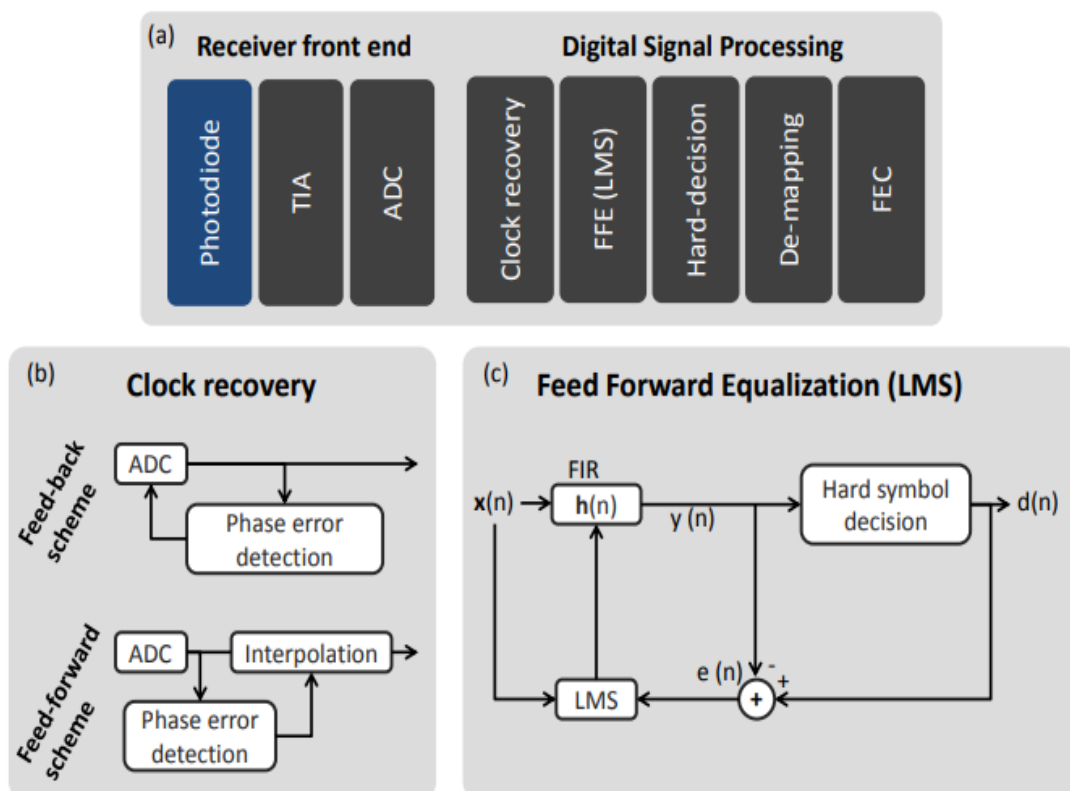 (a)
Receiver front end
Digital Signal Processing
Photodiode
TIA
ADC
Clock recovery
FFE (LMS)
Hard-decision
De-mapping
FEC
(b)
Clock recovery
Feed-back
scheme
ADC
Phase error
detection
Feed-forward
scheme
ADC
Interpolation
Phase error
detection
(c)
Feed Forward Equalization (LMS)
FIR
x(n)
h(n)
y (n)
Hard symbol
decision
d(n)
e (n)
-
+
+
LMS